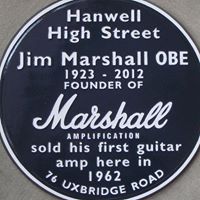 Hanwell
High Street
Jim Marshall OBE
1923 - 2012
FOUNDER OF
Marshall
AMPLIFICATION
sold his first guitar
amp here in
1962
76 UXBRIDGE ROAD